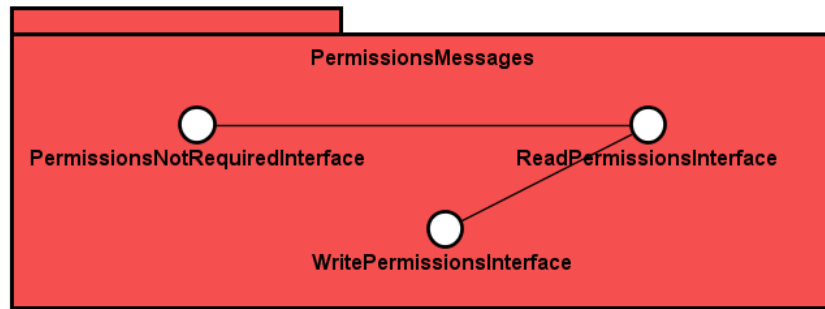 PermissionsMessages
PermissionsNotRequiredInterface
ReadPermissionsInterface
WritePermissionsInterface